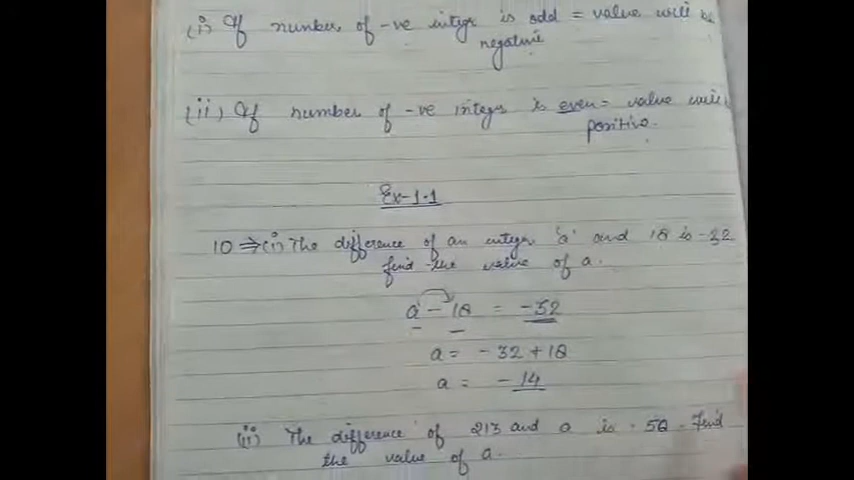 (i) If number of -ve integr is odd = value will be
negative
(ii) If number of -ve integrs is even = value will
positive.
Ex-1.1
10 ⇒ (i) The difference of an integer 'a' and 18 is -32
find the value of a.
a - 18 = -32
a = -32 + 18
a = -14
(ii) The difference of 213 and a is -58. Find
the value of a.